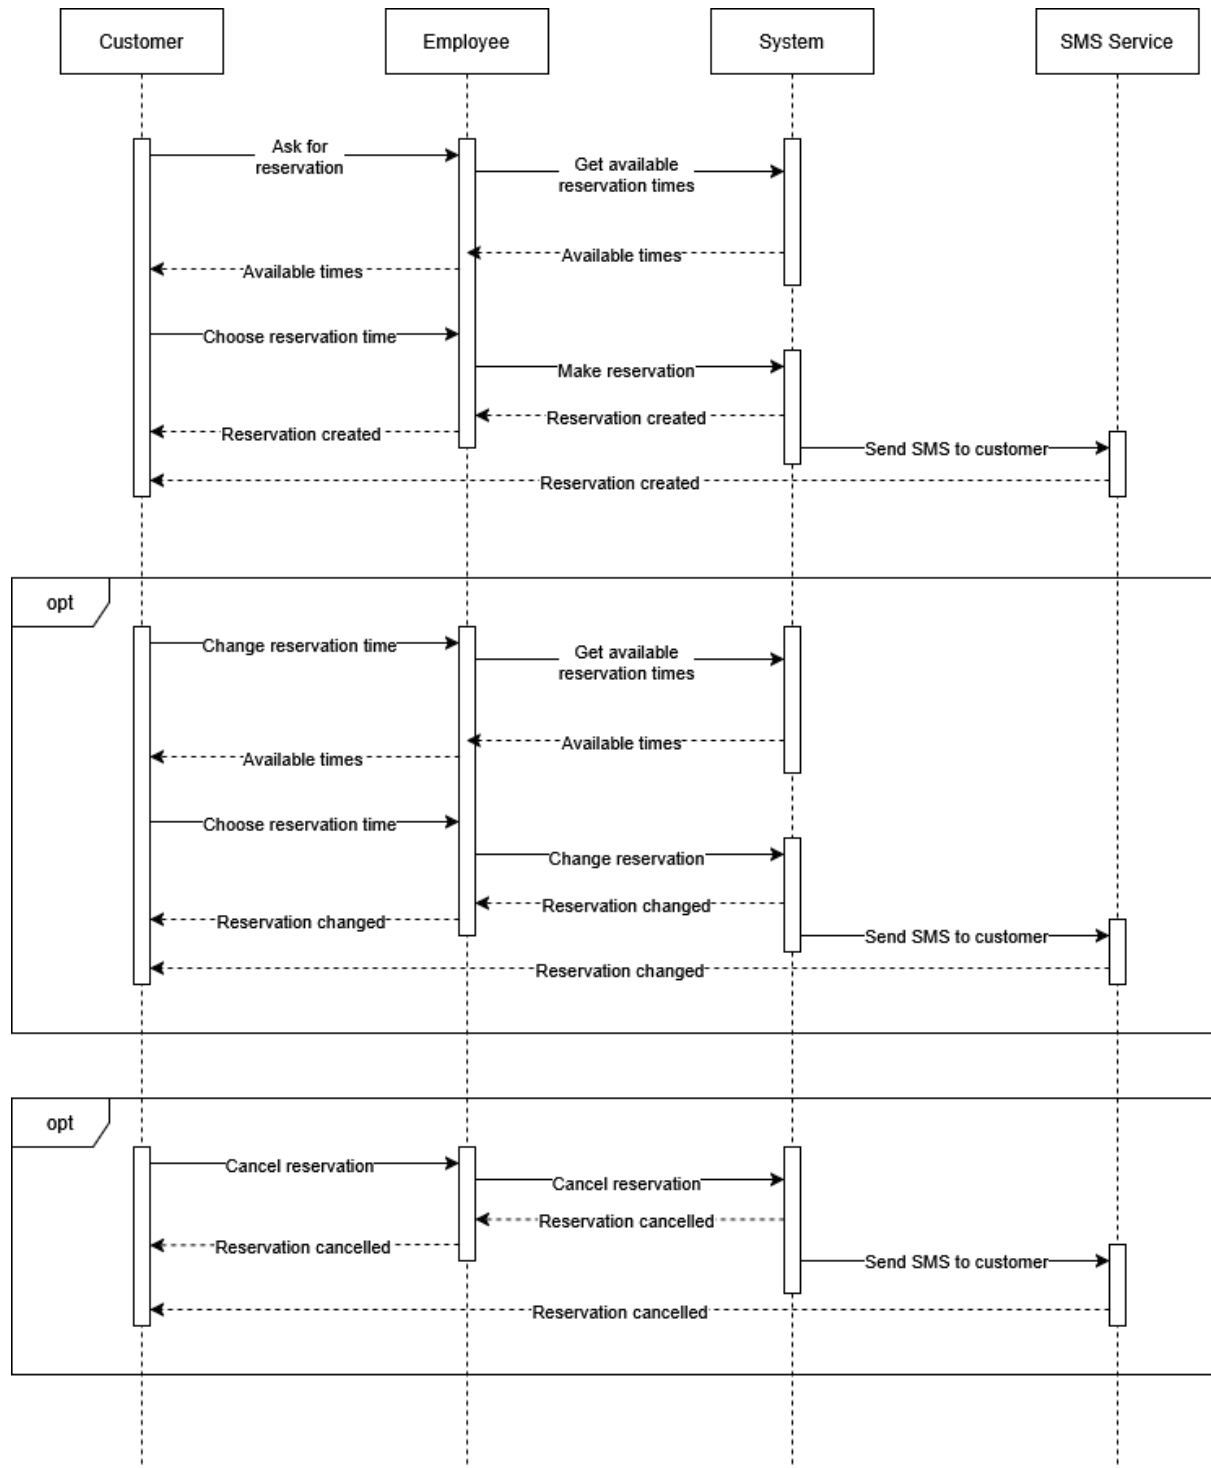 Customer
Employee
System
SMS Service
Ask for
reservation
Get available
reservation times
Available times
Available times
Choose reservation time
Make reservation
Reservation created
Reservation created
Send SMS to customer
Reservation created
opt
Change reservation time
Get available
reservation times
Available times
Available times
Choose reservation time
Change reservation
Reservation changed
Reservation changed
Send SMS to customer
Reservation changed
opt
Cancel reservation
Cancel reservation
Reservation cancelled
Reservation cancelled
Send SMS to customer
Reservation cancelled